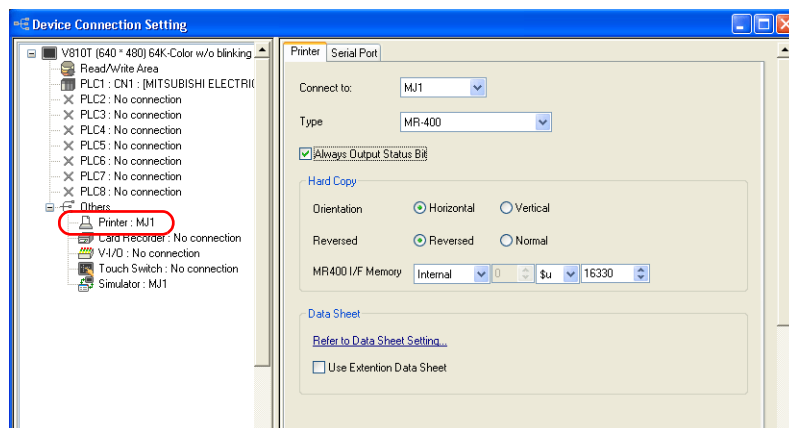 Device Connection Setting
V810T (640 * 480) 64K-Color w/o blinking
Read/Write Area
PLC1 : CN1 : [MITSUBISHI ELECTRI
PLC2 : No connection
PLC3 : No connection
PLC4 : No connection
PLC5 : No connection
PLC6 : No connection
PLC7 : No connection
PLC8 : No connection
Others
Printer : MJ1
Card Recorder : No connection
V-I/O : No connection
Touch Switch : No connection
Simulator : MJ1
Printer Serial Port
Connect to: MJ1
Type MR-400
Always Output Status Bit
Hard Copy
Orientation Horizontal Vertical
Reversed Reversed Normal
MR400 I/F Memory Internal 0 $u 16330
Data Sheet
Refer to Data Sheet Setting...
Use Extention Data Sheet